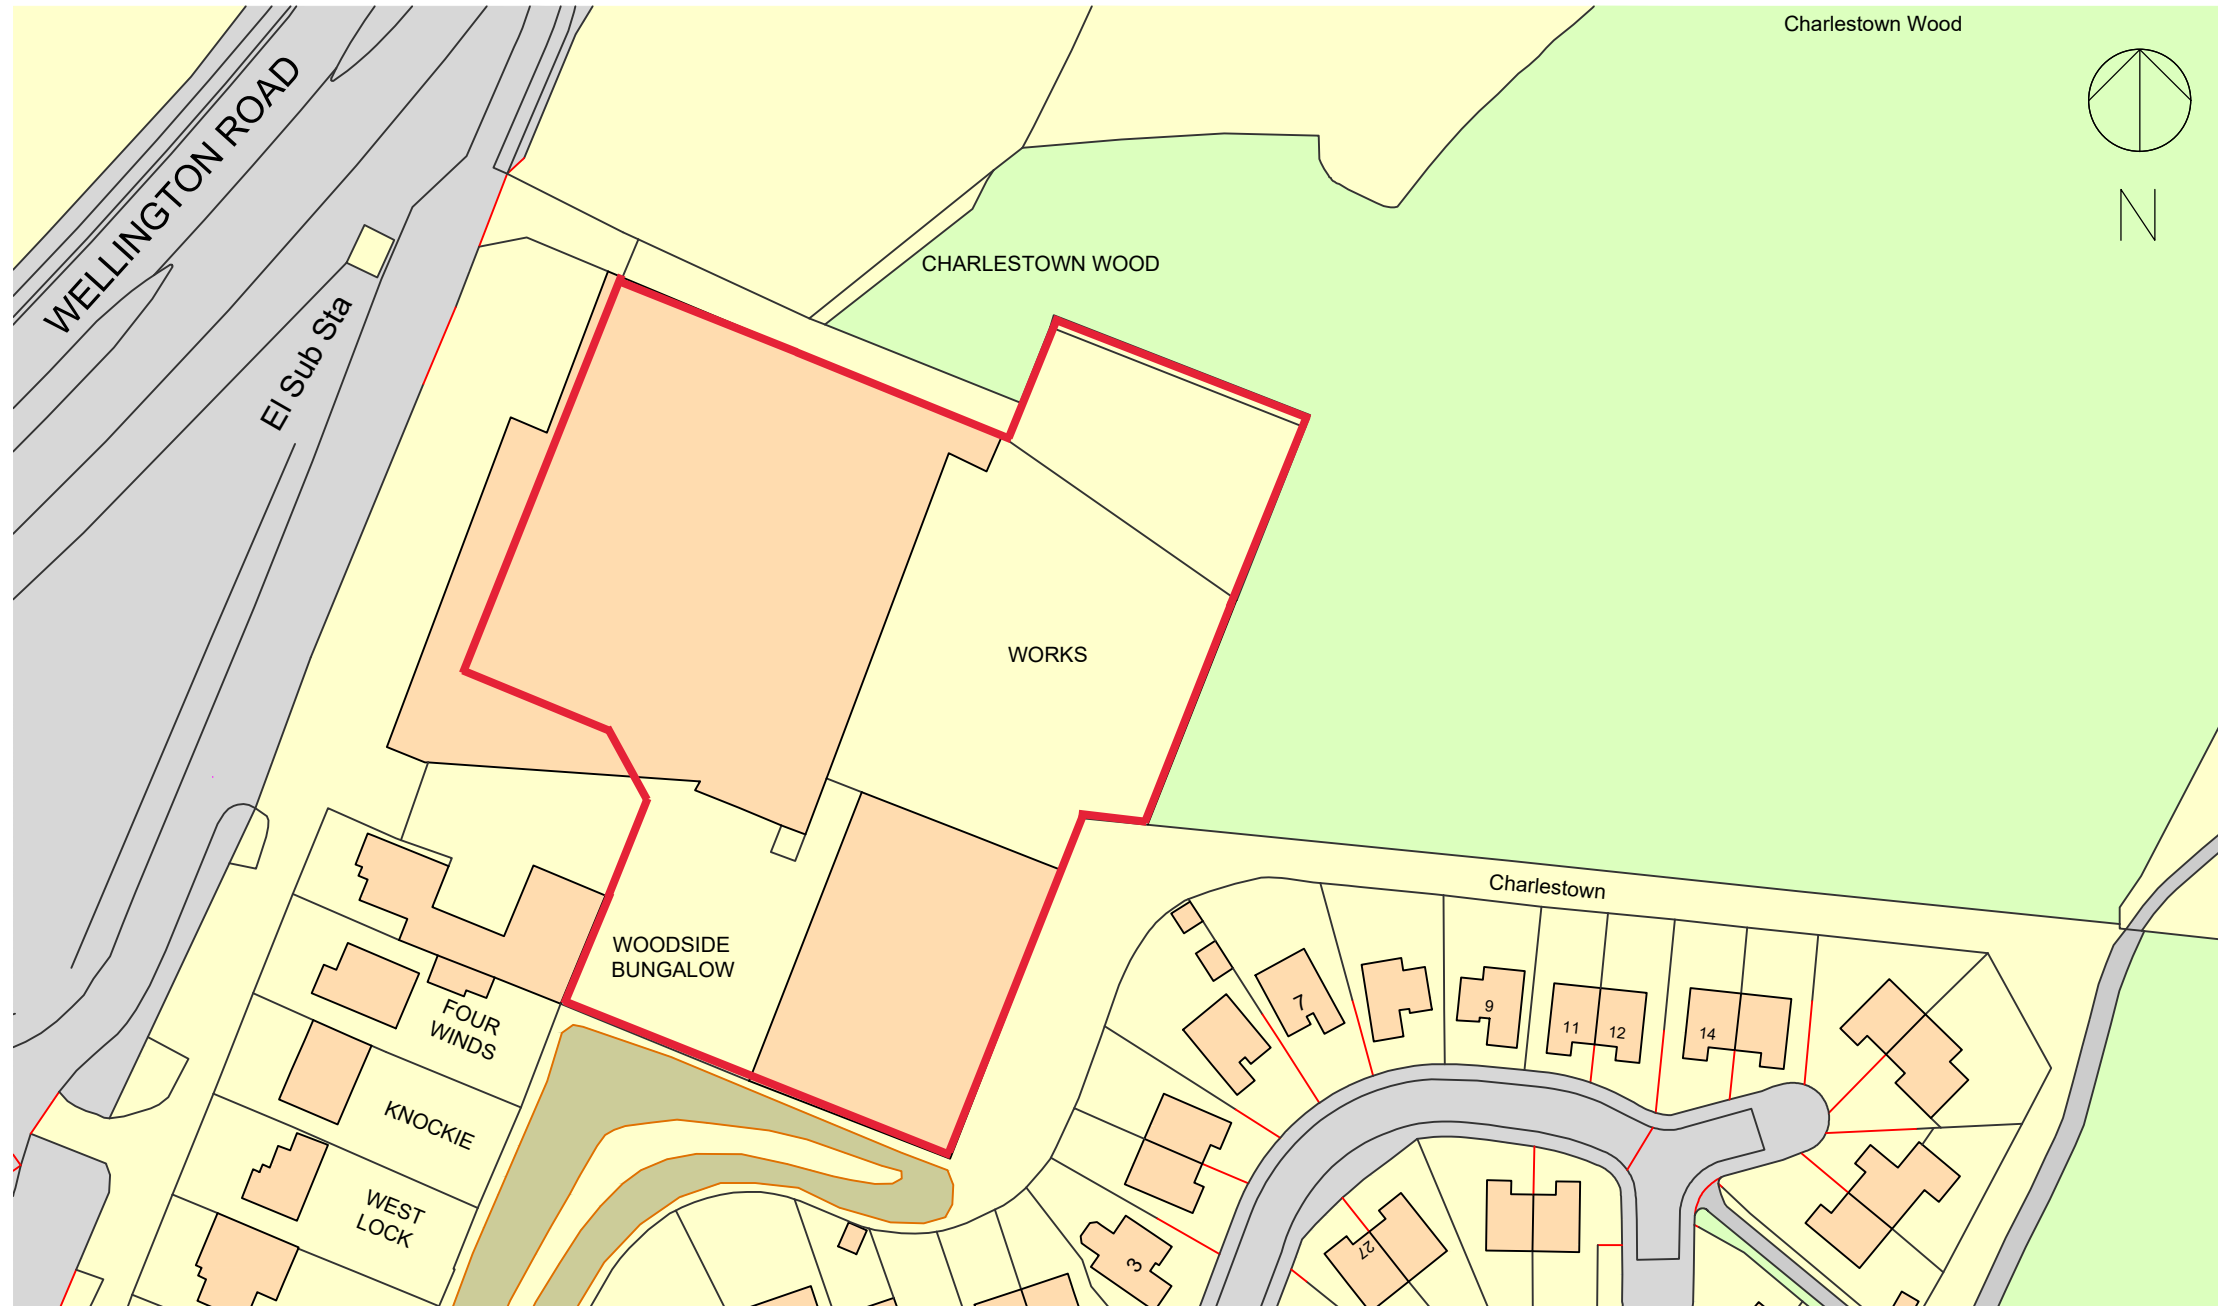 Charlestown Wood
WELLINGTON ROAD
N
CHARLESTOWN WOOD
El Sub Sta
WORKS
Charlestown
WOODSIDE
BUNGALOW
FOUR
WINDS
KNOCKIE
WEST
LOCK
7
9
11
12
14
3
27